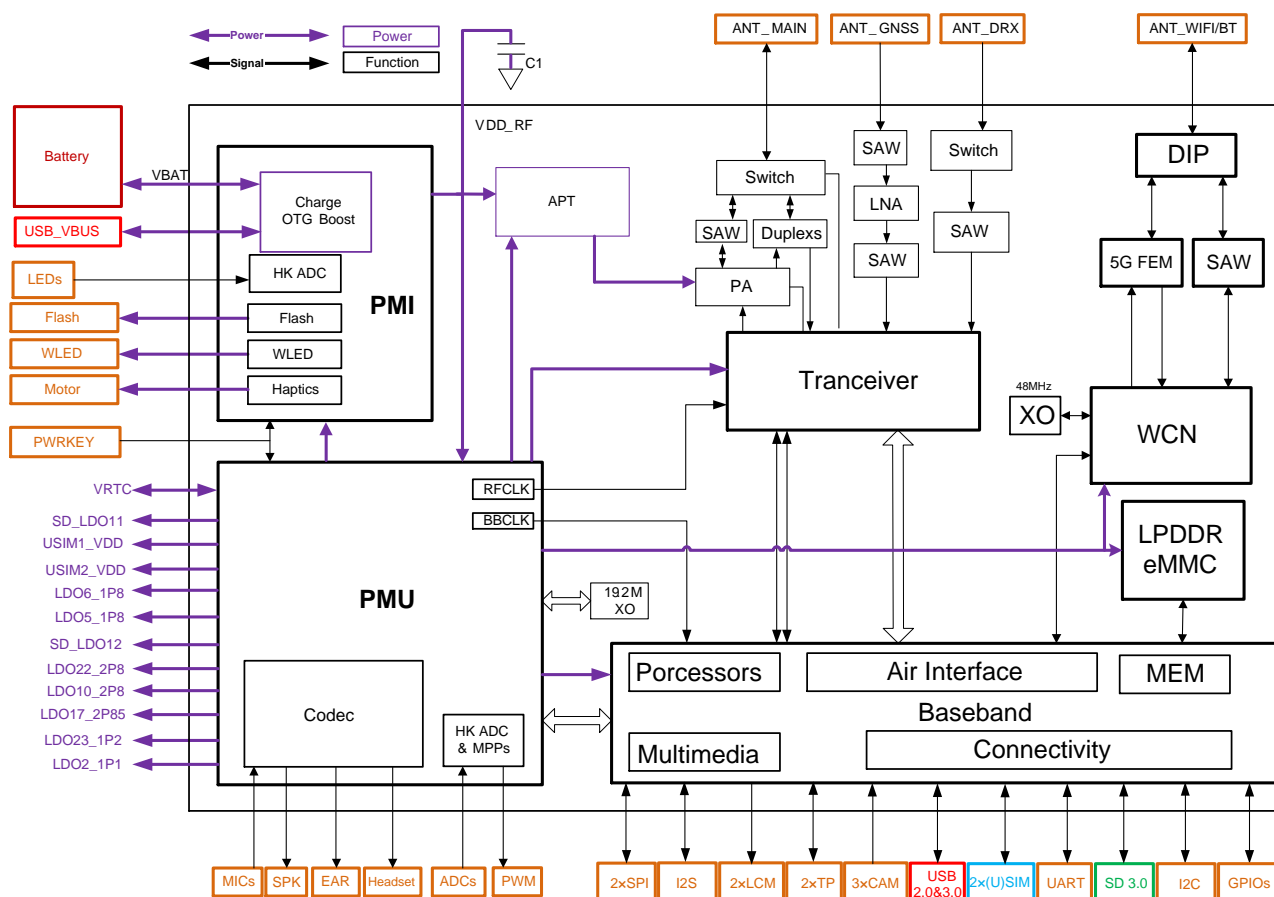 Power
Power
Signal
Function
C1
VDD_RF
ANT_MAIN
ANT_GNSS
ANT_DRX
ANT_WIFI/BT
Battery
VBAT
USB_VBUS
LEDs
Flash
WLED
Motor
PWRKEY
Charge
OTG Boost
HK ADC
Flash
WLED
Haptics
PMI
APT
Switch
SAW
Duplexs
PA
SAW
LNA
SAW
Switch
SAW
DIP
5G FEM
SAW
Tranceiver
48MHz
XO
WCN
LPDDR
eMMC
VRTC
SD_LDO11
USIM1_VDD
USIM2_VDD
LDO6_1P8
LDO5_1P8
SD_LDO12
LDO22_2P8
LDO10_2P8
LDO17_2P85
LDO23_1P2
LDO2_1P1
RFCLK
BBCLK
PMU
19.2M
XO
Codec
HK ADC
& MPPs
Porcessors
Air Interface
MEM
Baseband
Multimedia
Connectivity
MICs
SPK
EAR
Headset
ADCs
PWM
2×SPI
I2S
2×LCM
2×TP
3×CAM
USB
2.0&3.0
2×(U)SIM
UART
SD 3.0
I2C
GPIOs